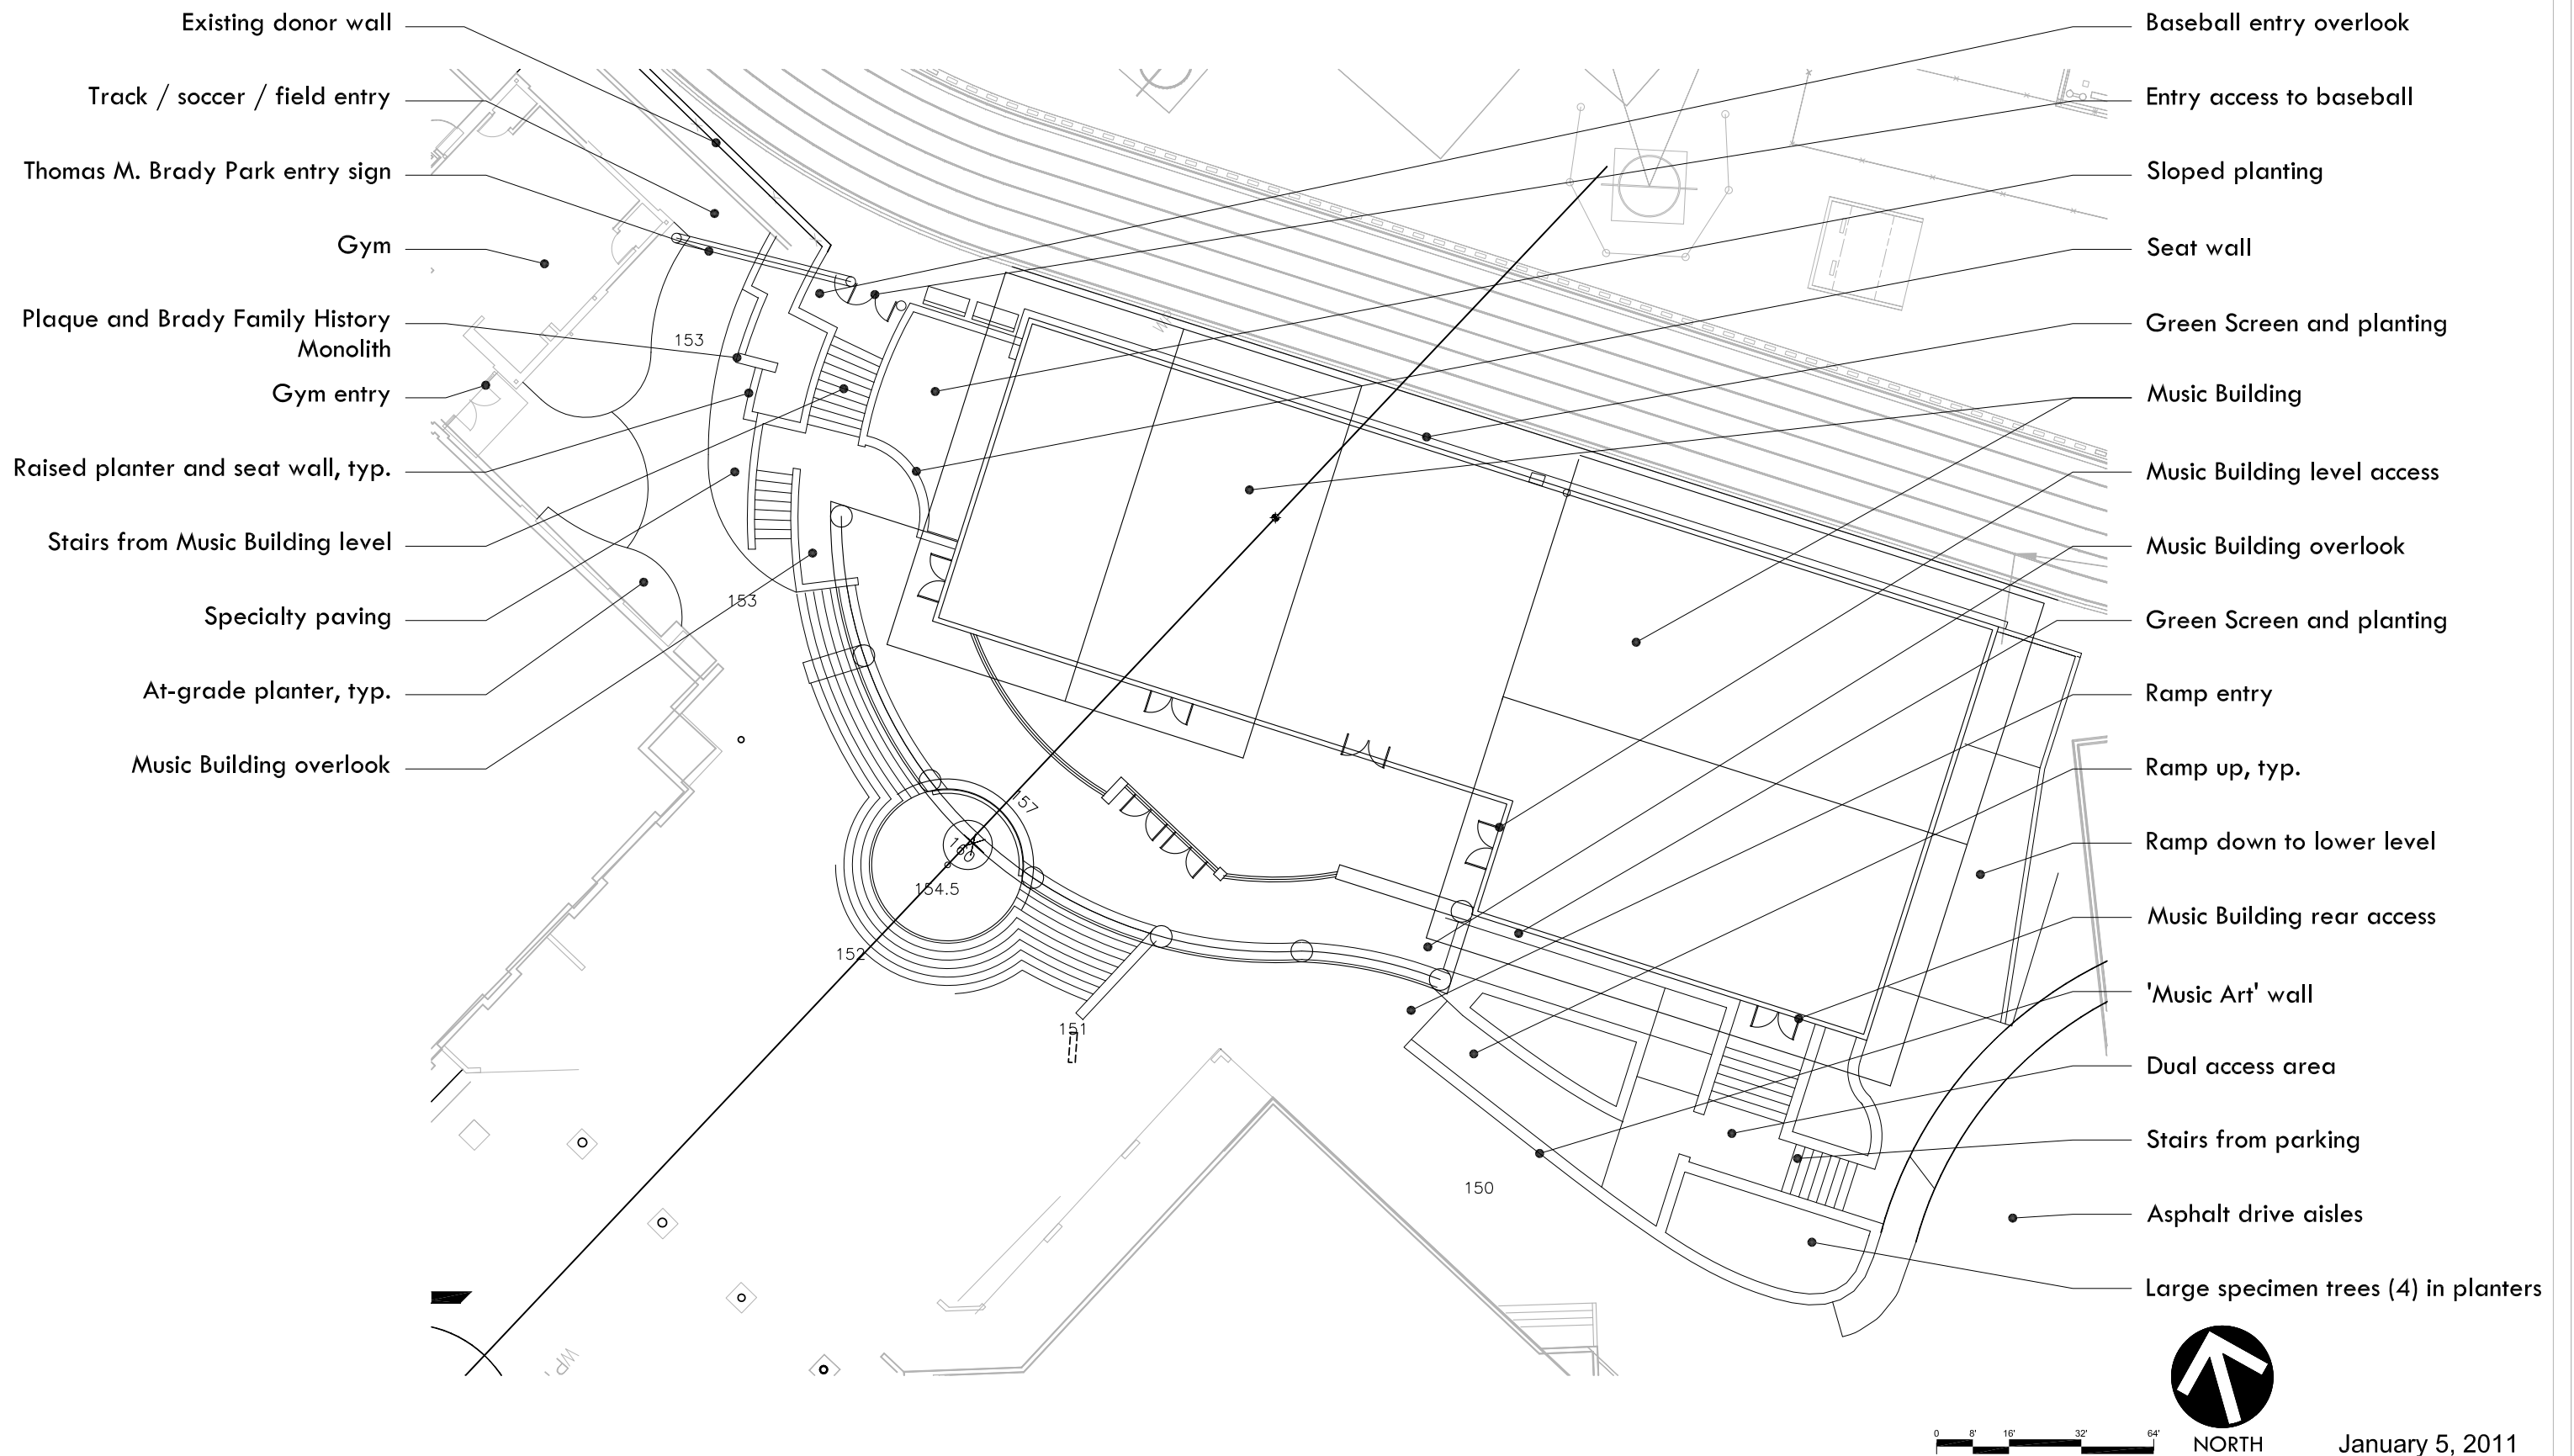 Existing donor wall
Track / soccer / field entry
Thomas M. Brady Park entry sign
Gym
Plaque and Brady Family History
Monolith
Gym entry
Raised planter and seat wall, typ.
Stairs from Music Building level
Specialty paving
At-grade planter, typ.
Music Building overlook
153
153
157
160
154.5
152
151
150
WP
Baseball entry overlook
Entry access to baseball
Sloped planting
Seat wall
Green Screen and planting
Music Building
Music Building level access
Music Building overlook
Green Screen and planting
Ramp entry
Ramp up, typ.
Ramp down to lower level
Music Building rear access
'Music Art' wall
Dual access area
Stairs from parking
Asphalt drive aisles
Large specimen trees (4) in planters
0 8' 16' 32' 64'
NORTH
January 5, 2011